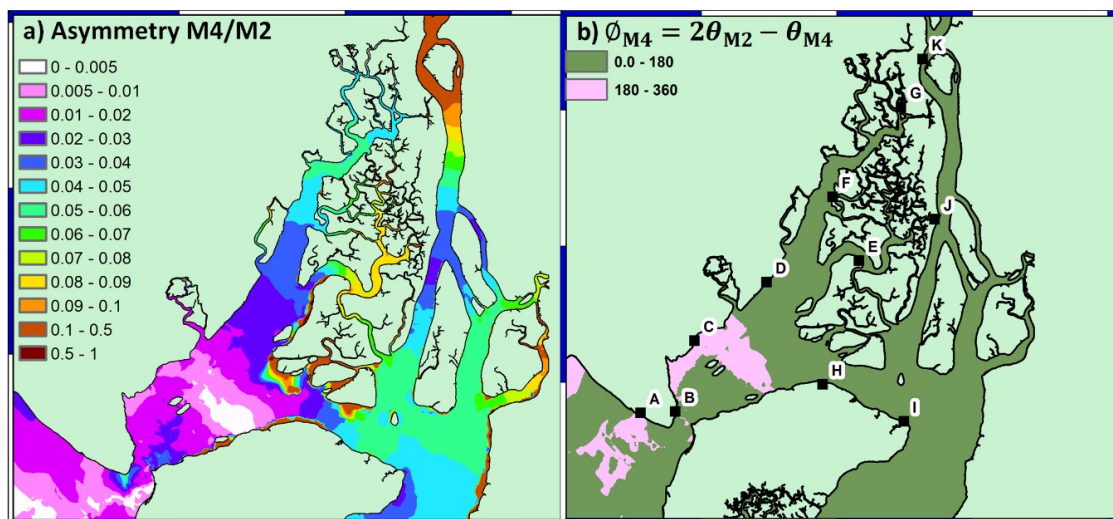 a) Asymmetry M4/M2
0 - 0.005
0.005 - 0.01
0.01 - 0.02
0.02 - 0.03
0.03 - 0.04
0.04 - 0.05
0.05 - 0.06
0.06 - 0.07
0.07 - 0.08
0.08 - 0.09
0.09 - 0.1
0.1 - 0.5
0.5 - 1
b) ∅M4 = 2θM2 − θM4
0.0 - 180
180 - 360
K
G
F
J
E
D
C
H
A
B
I